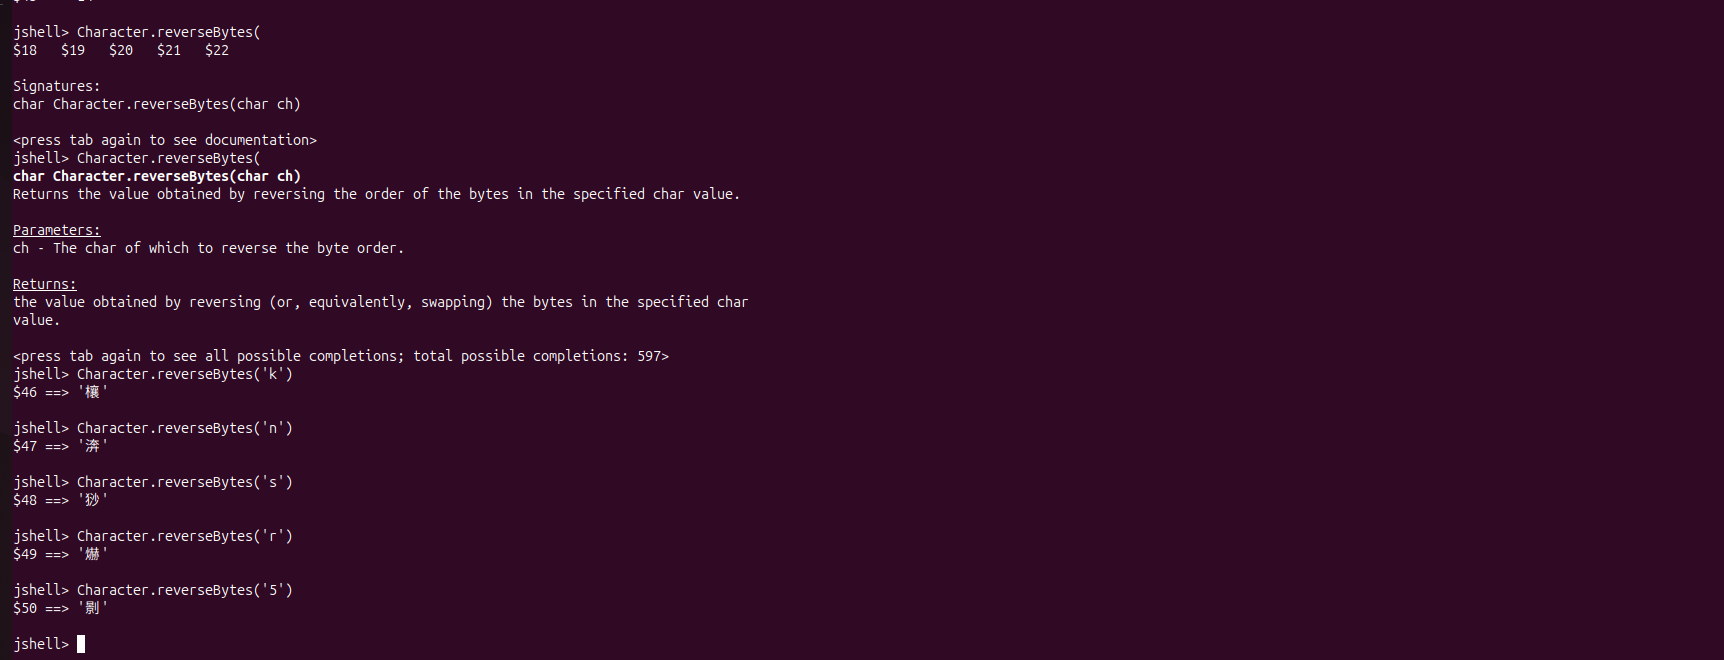 jshell> Character.reverseBytes(
$18   $19   $20   $21   $22
Signatures:
char Character.reverseBytes(char ch)
<press tab again to see documentation>
jshell> Character.reverseBytes(
char Character.reverseBytes(char ch)
Returns the value obtained by reversing the order of the bytes in the specified char value.
Parameters:
ch - The char of which to reverse the byte order.
Returns:
the value obtained by reversing (or, equivalently, swapping) the bytes in the specified char
value.
<press tab again to see all possible completions; total possible completions: 597>
jshell> Character.reverseBytes('k')
$46 ==> '欀'
jshell> Character.reverseBytes('n')
$47 ==> '渀'
jshell> Character.reverseBytes('s')
$48 ==> '猀'
jshell> Character.reverseBytes('r')
$49 ==> '爀'
jshell> Character.reverseBytes('5')
$50 ==> '㔀'
jshell>